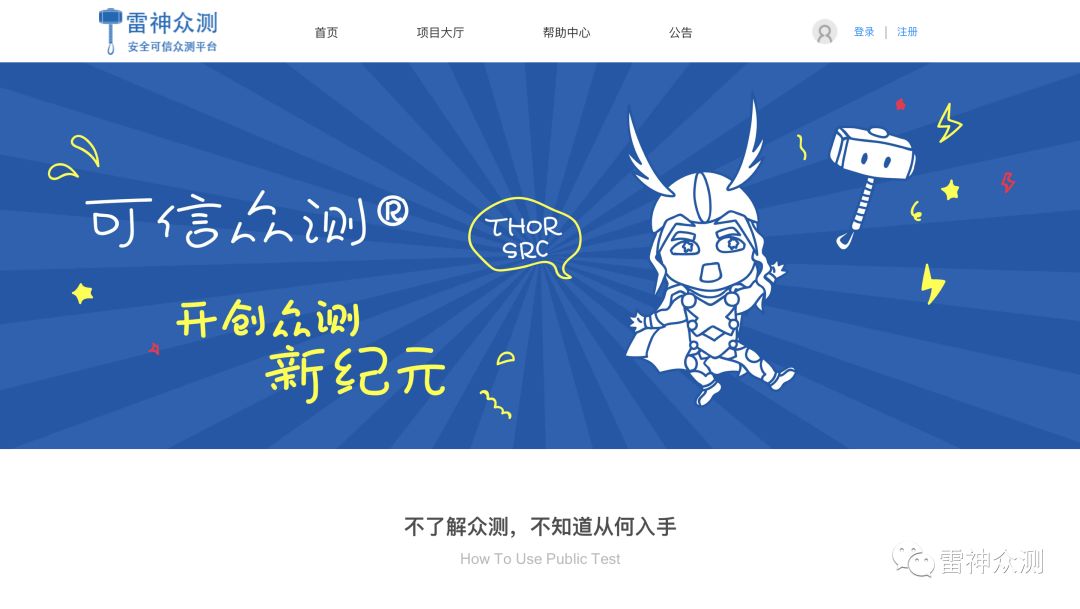 雷神众测
安全可信众测平台
首页 项目大厅 帮助中心 公告 登录 | 注册
可信众测®
THOR
SRC
开创众测
新纪元
不了解众测，不知道从何入手
How To Use Public Test
雷神众测